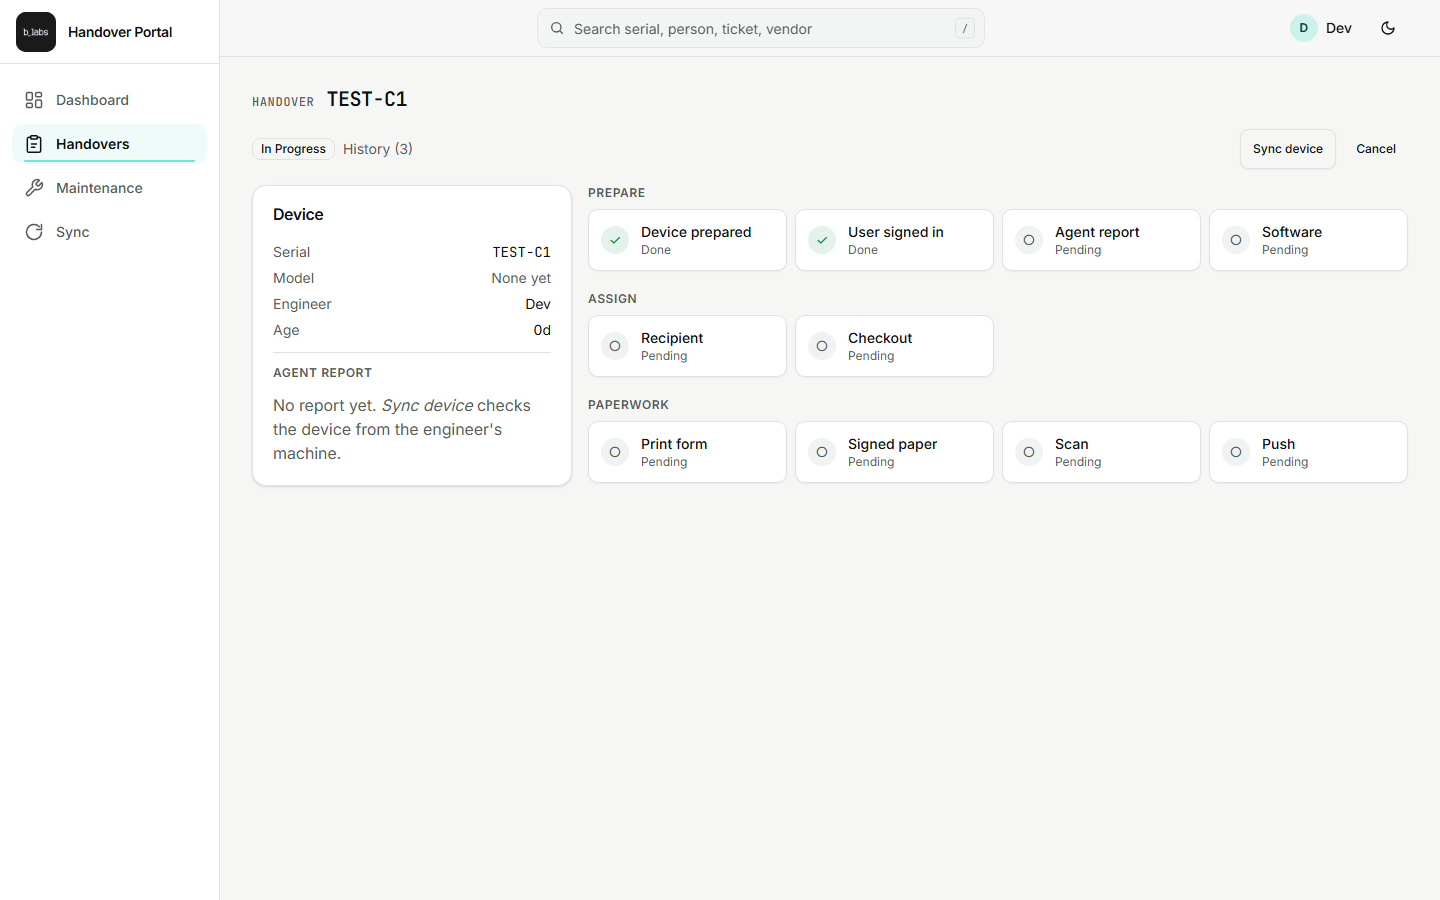 b_labs
Handover Portal
Search serial, person, ticket, vendor
/
D
Dev
Dashboard
Handovers
Maintenance
Sync
HANDOVER TEST-C1
In Progress
History (3)
Sync device
Cancel
Device
Serial TEST-C1
Model None yet
Engineer Dev
Age 0d
AGENT REPORT
No report yet. Sync device checks
the device from the engineer's
machine.
PREPARE
Device prepared
Done
User signed in
Done
Agent report
Pending
Software
Pending
ASSIGN
Recipient
Pending
Checkout
Pending
PAPERWORK
Print form
Pending
Signed paper
Pending
Scan
Pending
Push
Pending